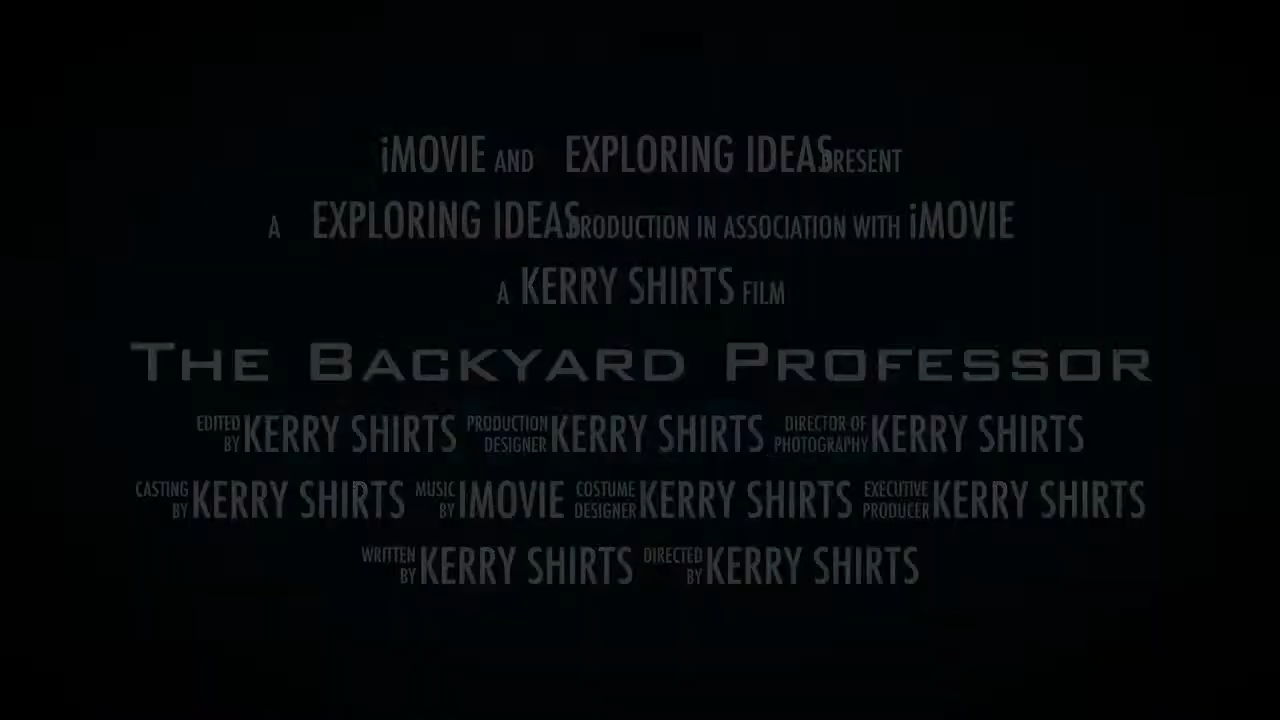 iMOVIE AND EXPLORING IDEAS PRESENT
A EXPLORING IDEAS PRODUCTION IN ASSOCIATION WITH iMOVIE
A KERRY SHIRTS FILM
THE BACKYARD PROFESSOR
EDITED BY KERRY SHIRTS PRODUCTION DESIGNER KERRY SHIRTS DIRECTOR OF PHOTOGRAPHY KERRY SHIRTS
CASTING BY KERRY SHIRTS MUSIC BY IMOVIE COSTUME DESIGNER KERRY SHIRTS EXECUTIVE PRODUCER KERRY SHIRTS
WRITTEN BY KERRY SHIRTS DIRECTED BY KERRY SHIRTS